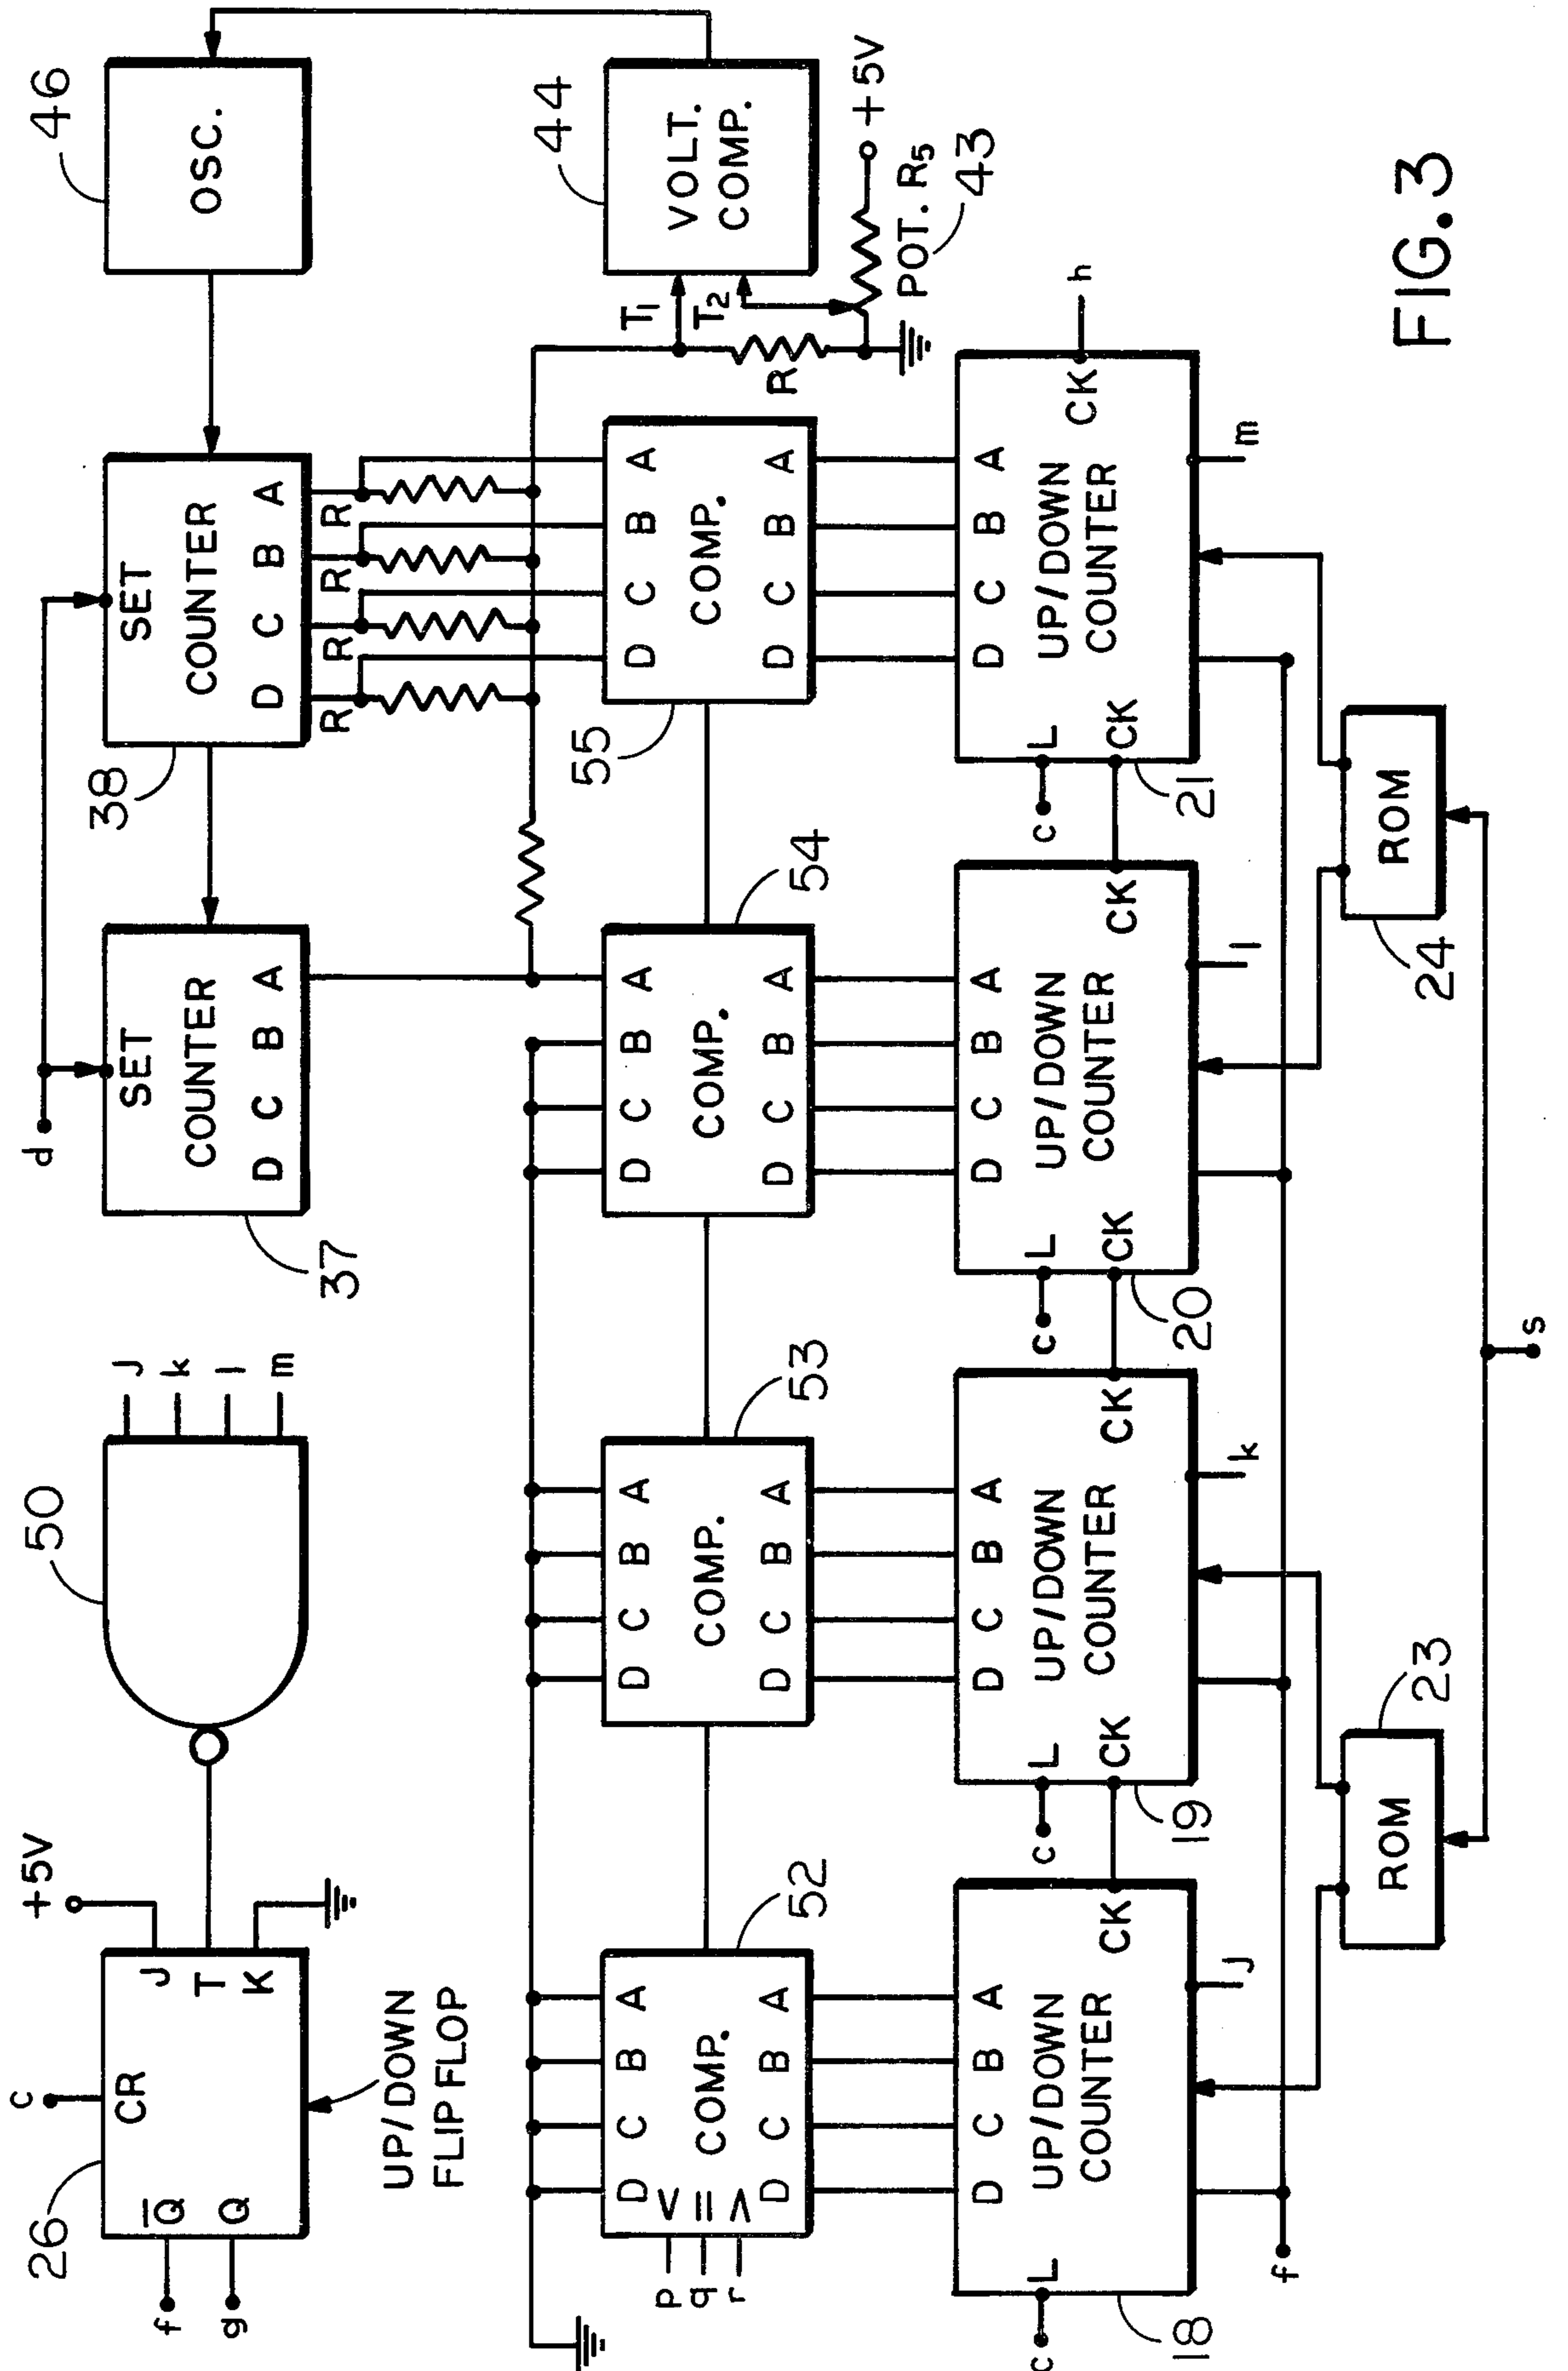 26
c
CR
Q̄
Q
J
T
K
f
g
+5V
UP/DOWN
FLIP FLOP
50
J
k
l
m
d
37
SET
COUNTER
D C B A
38
SET
COUNTER
D C B A
46
OSC.
R R R R
52
D C B A
<
=
>
COMP.
D C B A
p
q
r
53
D C B A
COMP.
D C B A
54
D C B A
COMP.
D C B A
55
D C B A
COMP.
D C B A
T1
T2
R
44
VOLT.
COMP.
+5V
POT. R5
43
18
c
L
D C B A
UP/DOWN
COUNTER
CK
j
19
c
L
CK
D C B A
UP/DOWN
COUNTER
CK
k
20
c
L
CK
D C B A
UP/DOWN
COUNTER
CK
l
21
c
L
CK
D C B A
UP/DOWN
COUNTER
CK
h
m
f
23
ROM
24
ROM
s
FIG. 3